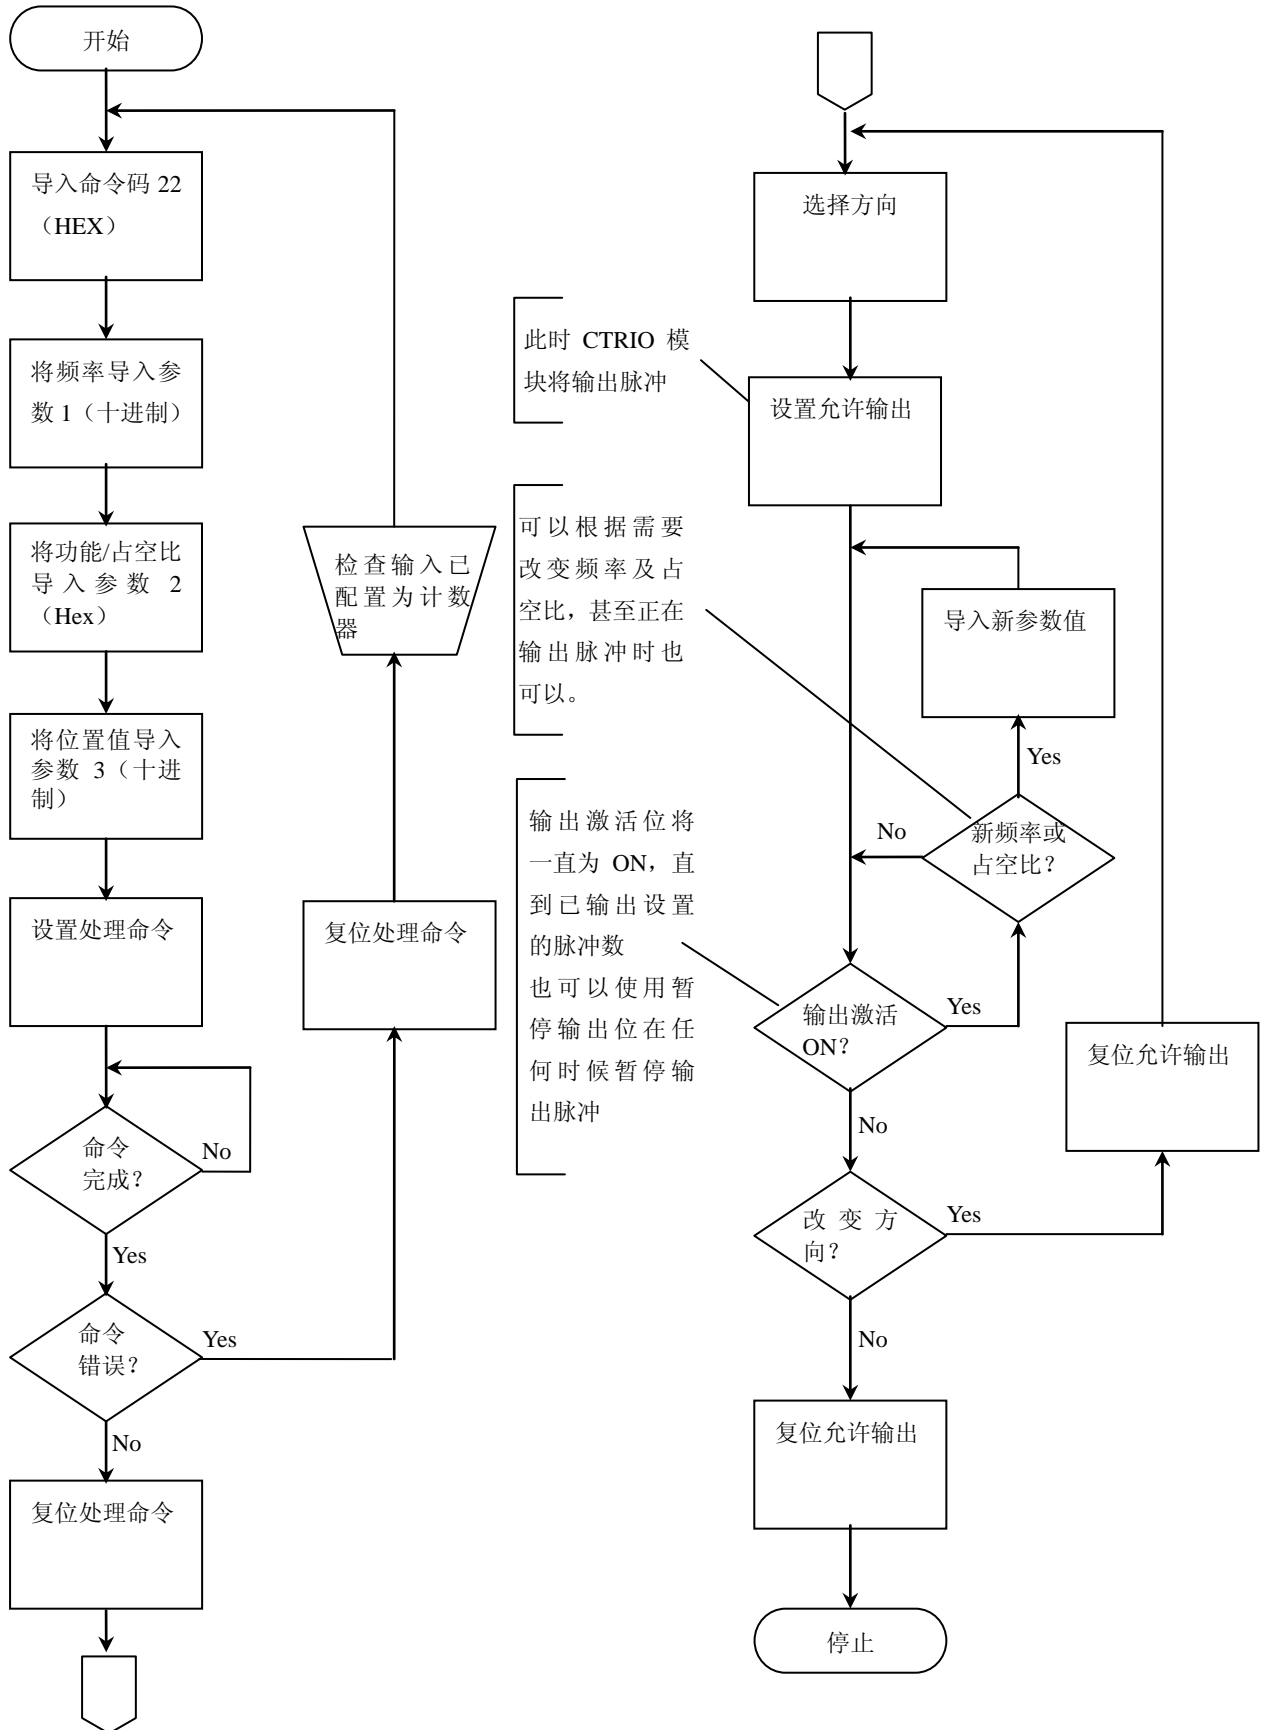 开始
导入命令码 22
（HEX）
将频率导入参
数 1（十进制）
将功能/占空比
导入参数 2
（Hex）
将位置值导入
参数 3（十进
制）
设置处理命令
命令
完成？
No
Yes
命令
错误？
Yes
No
复位处理命令
检查输入已
配置为计数
器
复位处理命令
选择方向
此时 CTRIO 模
块将输出脉冲
设置允许输出
可以根据需要
改变频率及占
空比，甚至正在
输出脉冲时也
可以。
导入新参数值
Yes
新频率或
占空比？
No
输出激活位将
一直为 ON，直
到已输出设置
的脉冲数
也可以使用暂
停输出位在任
何时候暂停输
出脉冲
输出激活
ON？
Yes
No
复位允许输出
改变方
向？
Yes
No
复位允许输出
停止